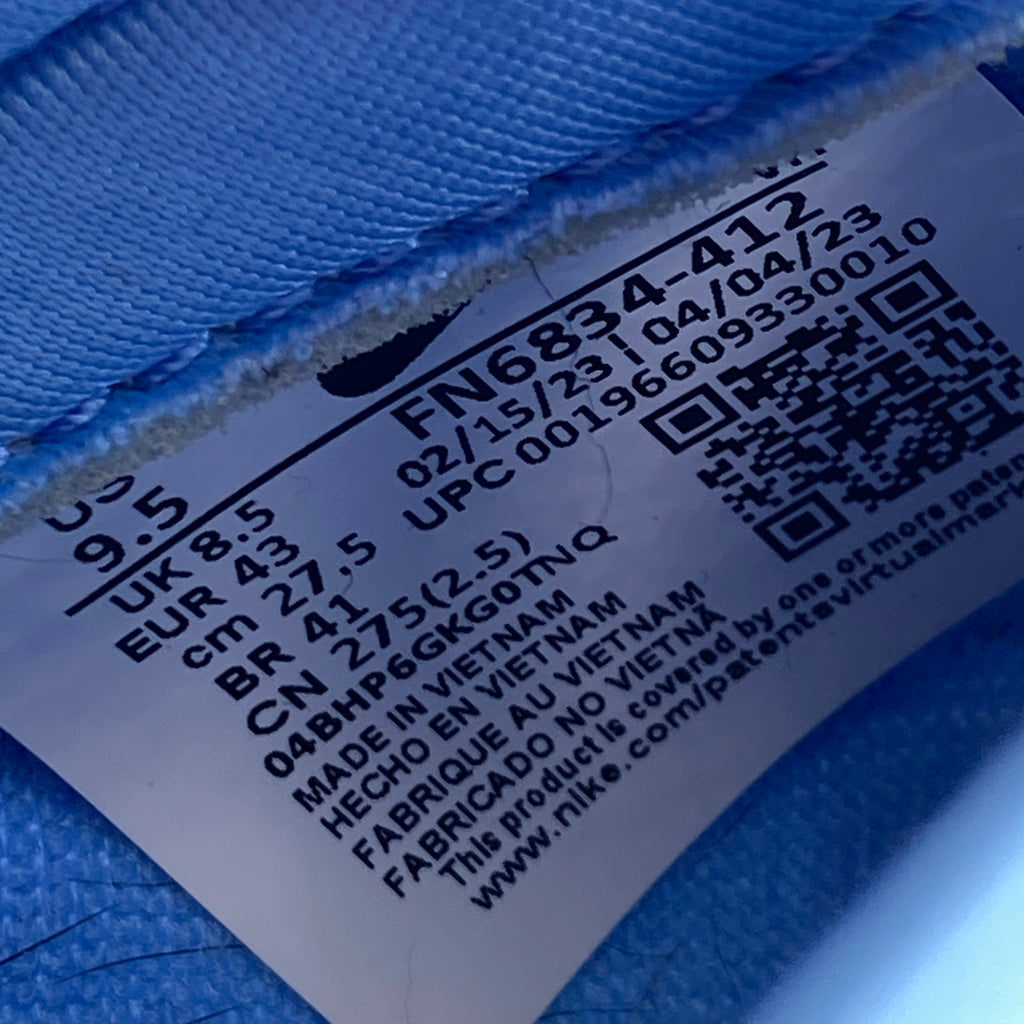 US
9.5
FN6834-412
02/15/23 | 04/04/23
UPC 00196609330010
UK 8.5
EUR 43
cm 27.5
BR 41
CN 275(2.5)
04BHP6GKG0TNQ
MADE IN VIETNAM
HECHO EN VIETNAM
FABRIQUE AU VIETNAM
FABRICADO NO VIETNÃ
This product is covered by one or more
www.nike.com/patents